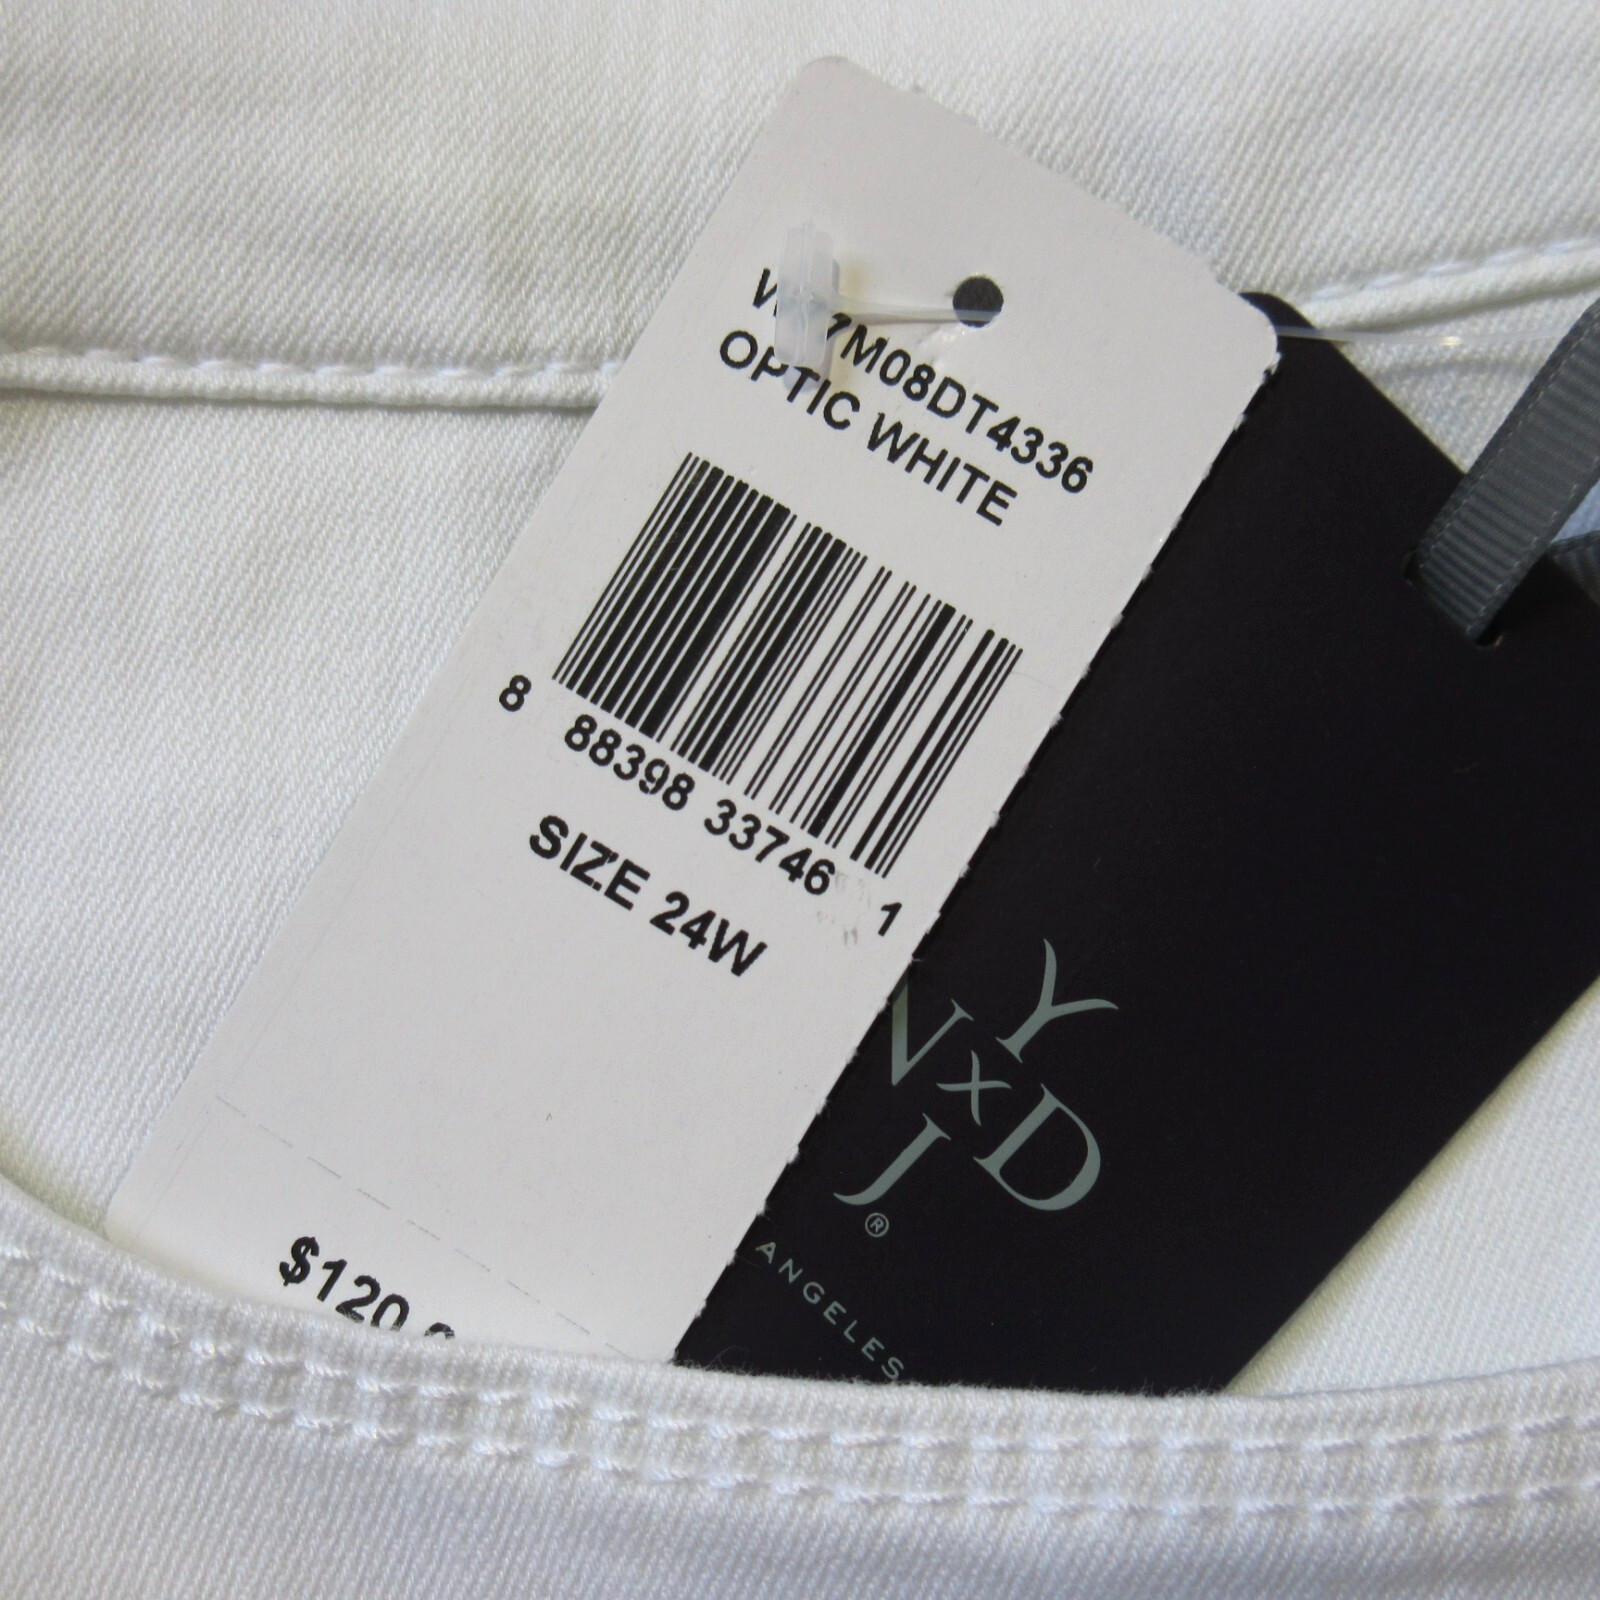 OPTIC WHITE
8 88398 33746 1
SIZE 24W
$120
N Y D J
x
®
ANGELES